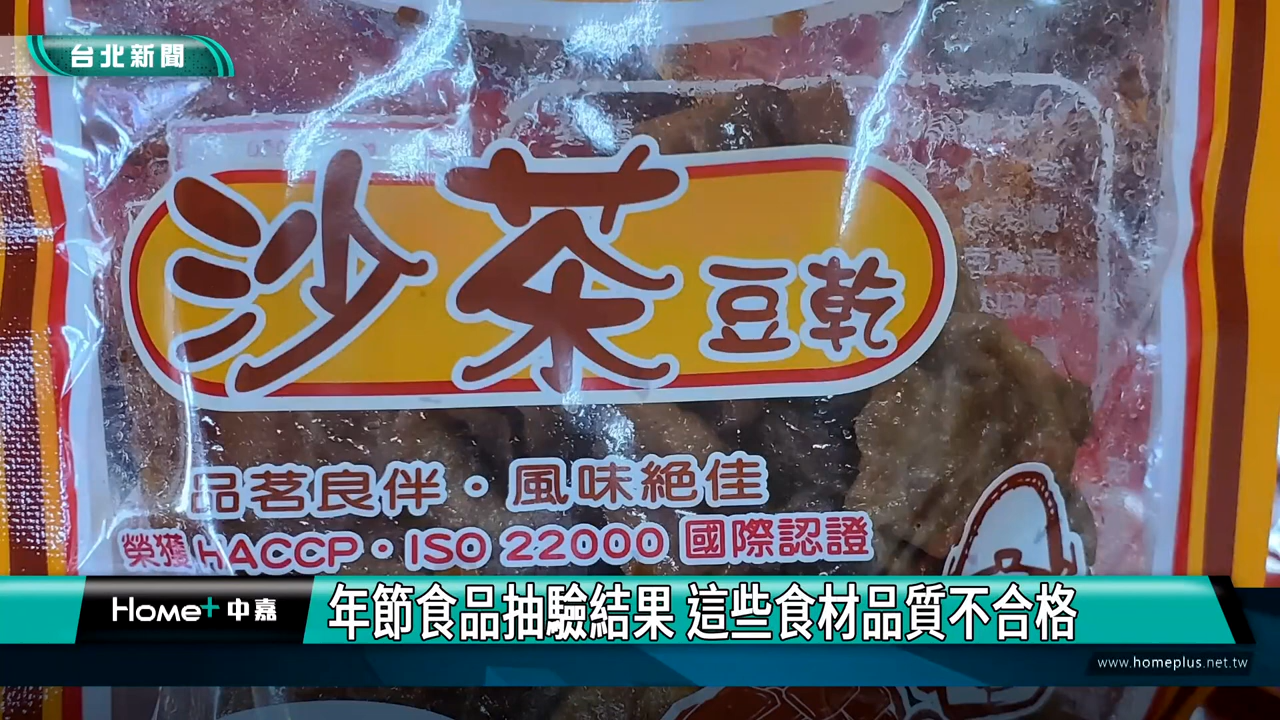 台北新聞
沙茶豆乾
品茗良伴・風味絕佳
榮獲HACCP・ISO 22000 國際認證
Home+中嘉 年節食品抽驗結果 這些食材品質不合格
www.homeplus.net.tw